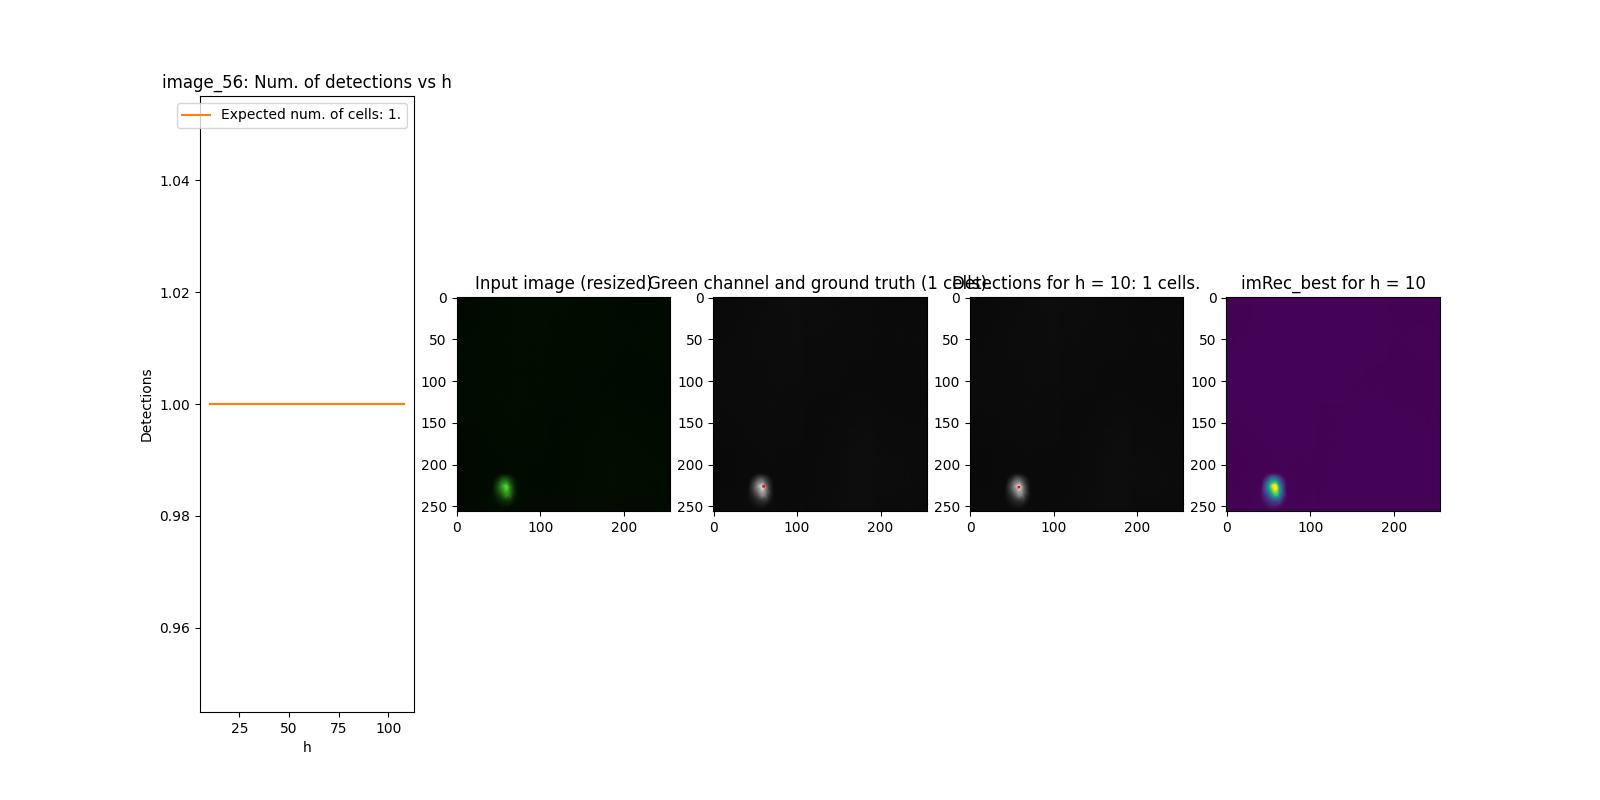 image_56: Num. of detections vs h
Expected num. of cells: 1.
1.04
1.02
1.00
0.98
0.96
Detections
25 50 75 100
h
Input image (resized)
0
50
100
150
200
250
0 100 200
Green channel and ground truth (1 cells)
0
50
100
150
200
250
0 100 200
Detections for h = 10: 1 cells.
0
50
100
150
200
250
0 100 200
imRec_best for h = 10
0
50
100
150
200
250
0 100 200